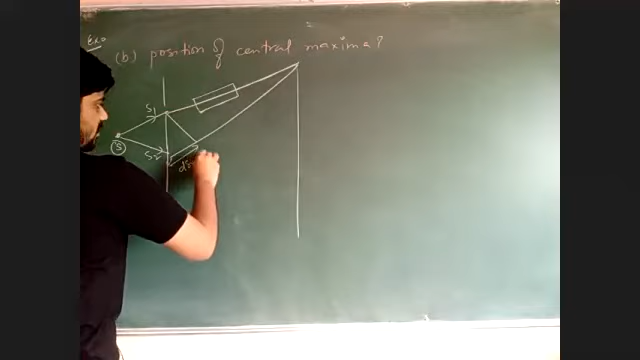 Ex.
(b) position of central maxima?
S1
S
S2